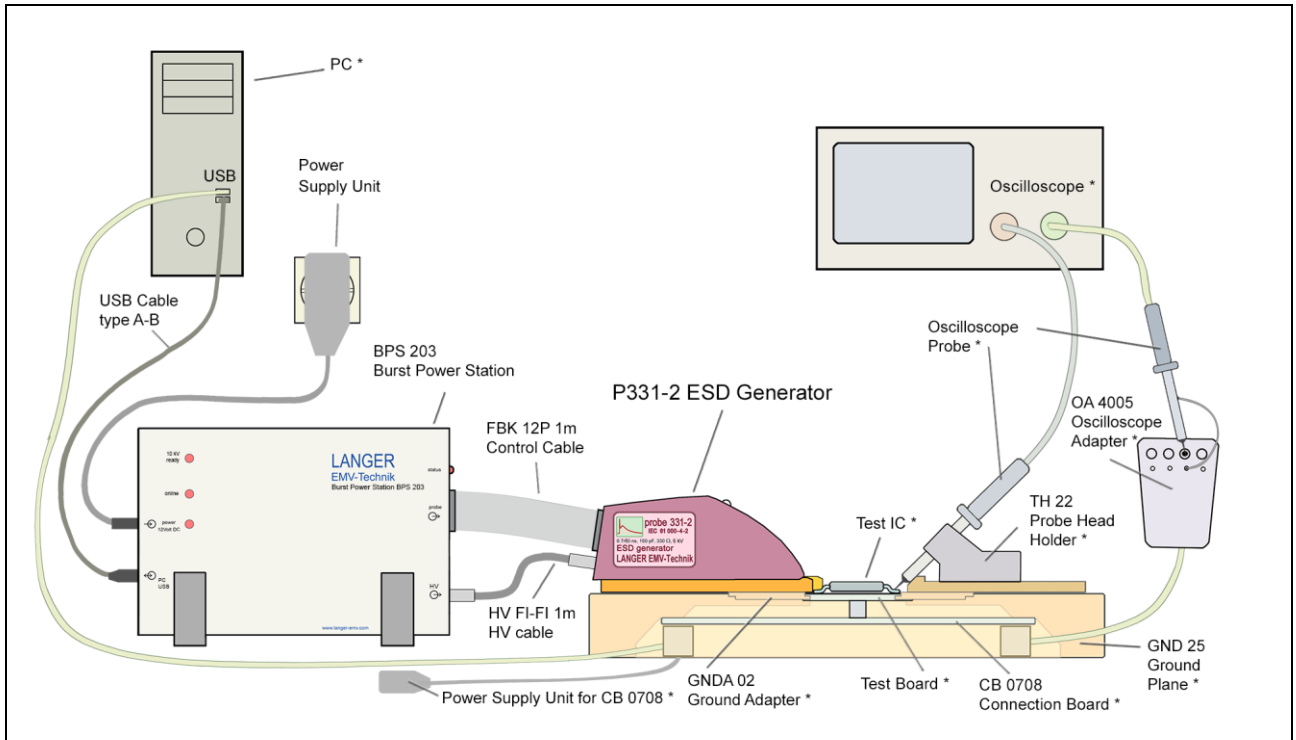 PC *
USB
Power
Supply Unit
Oscilloscope *
USB Cable
type A-B
BPS 203
Burst Power Station
Oscilloscope
Probe *
P331-2 ESD Generator
FBK 12P 1m
Control Cable
OA 4005
Oscilloscope
Adapter *
10 kV
ready
online
power
12Volt DC
PC
USB
LANGER
EMV-Technik
Burst Power Station BPS 203
status
probe
HV
www.langer-emv.com
probe 331-2
IEC 61 000-4-2
ESD generator
LANGER EMV-Technik
Test IC *
TH 22
Probe Head
Holder *
HV FI-FI 1m
HV cable
GNDA 02
Ground Adapter *
Test Board *
CB 0708
Connection Board *
GND 25
Ground
Plane *
Power Supply Unit for CB 0708 *